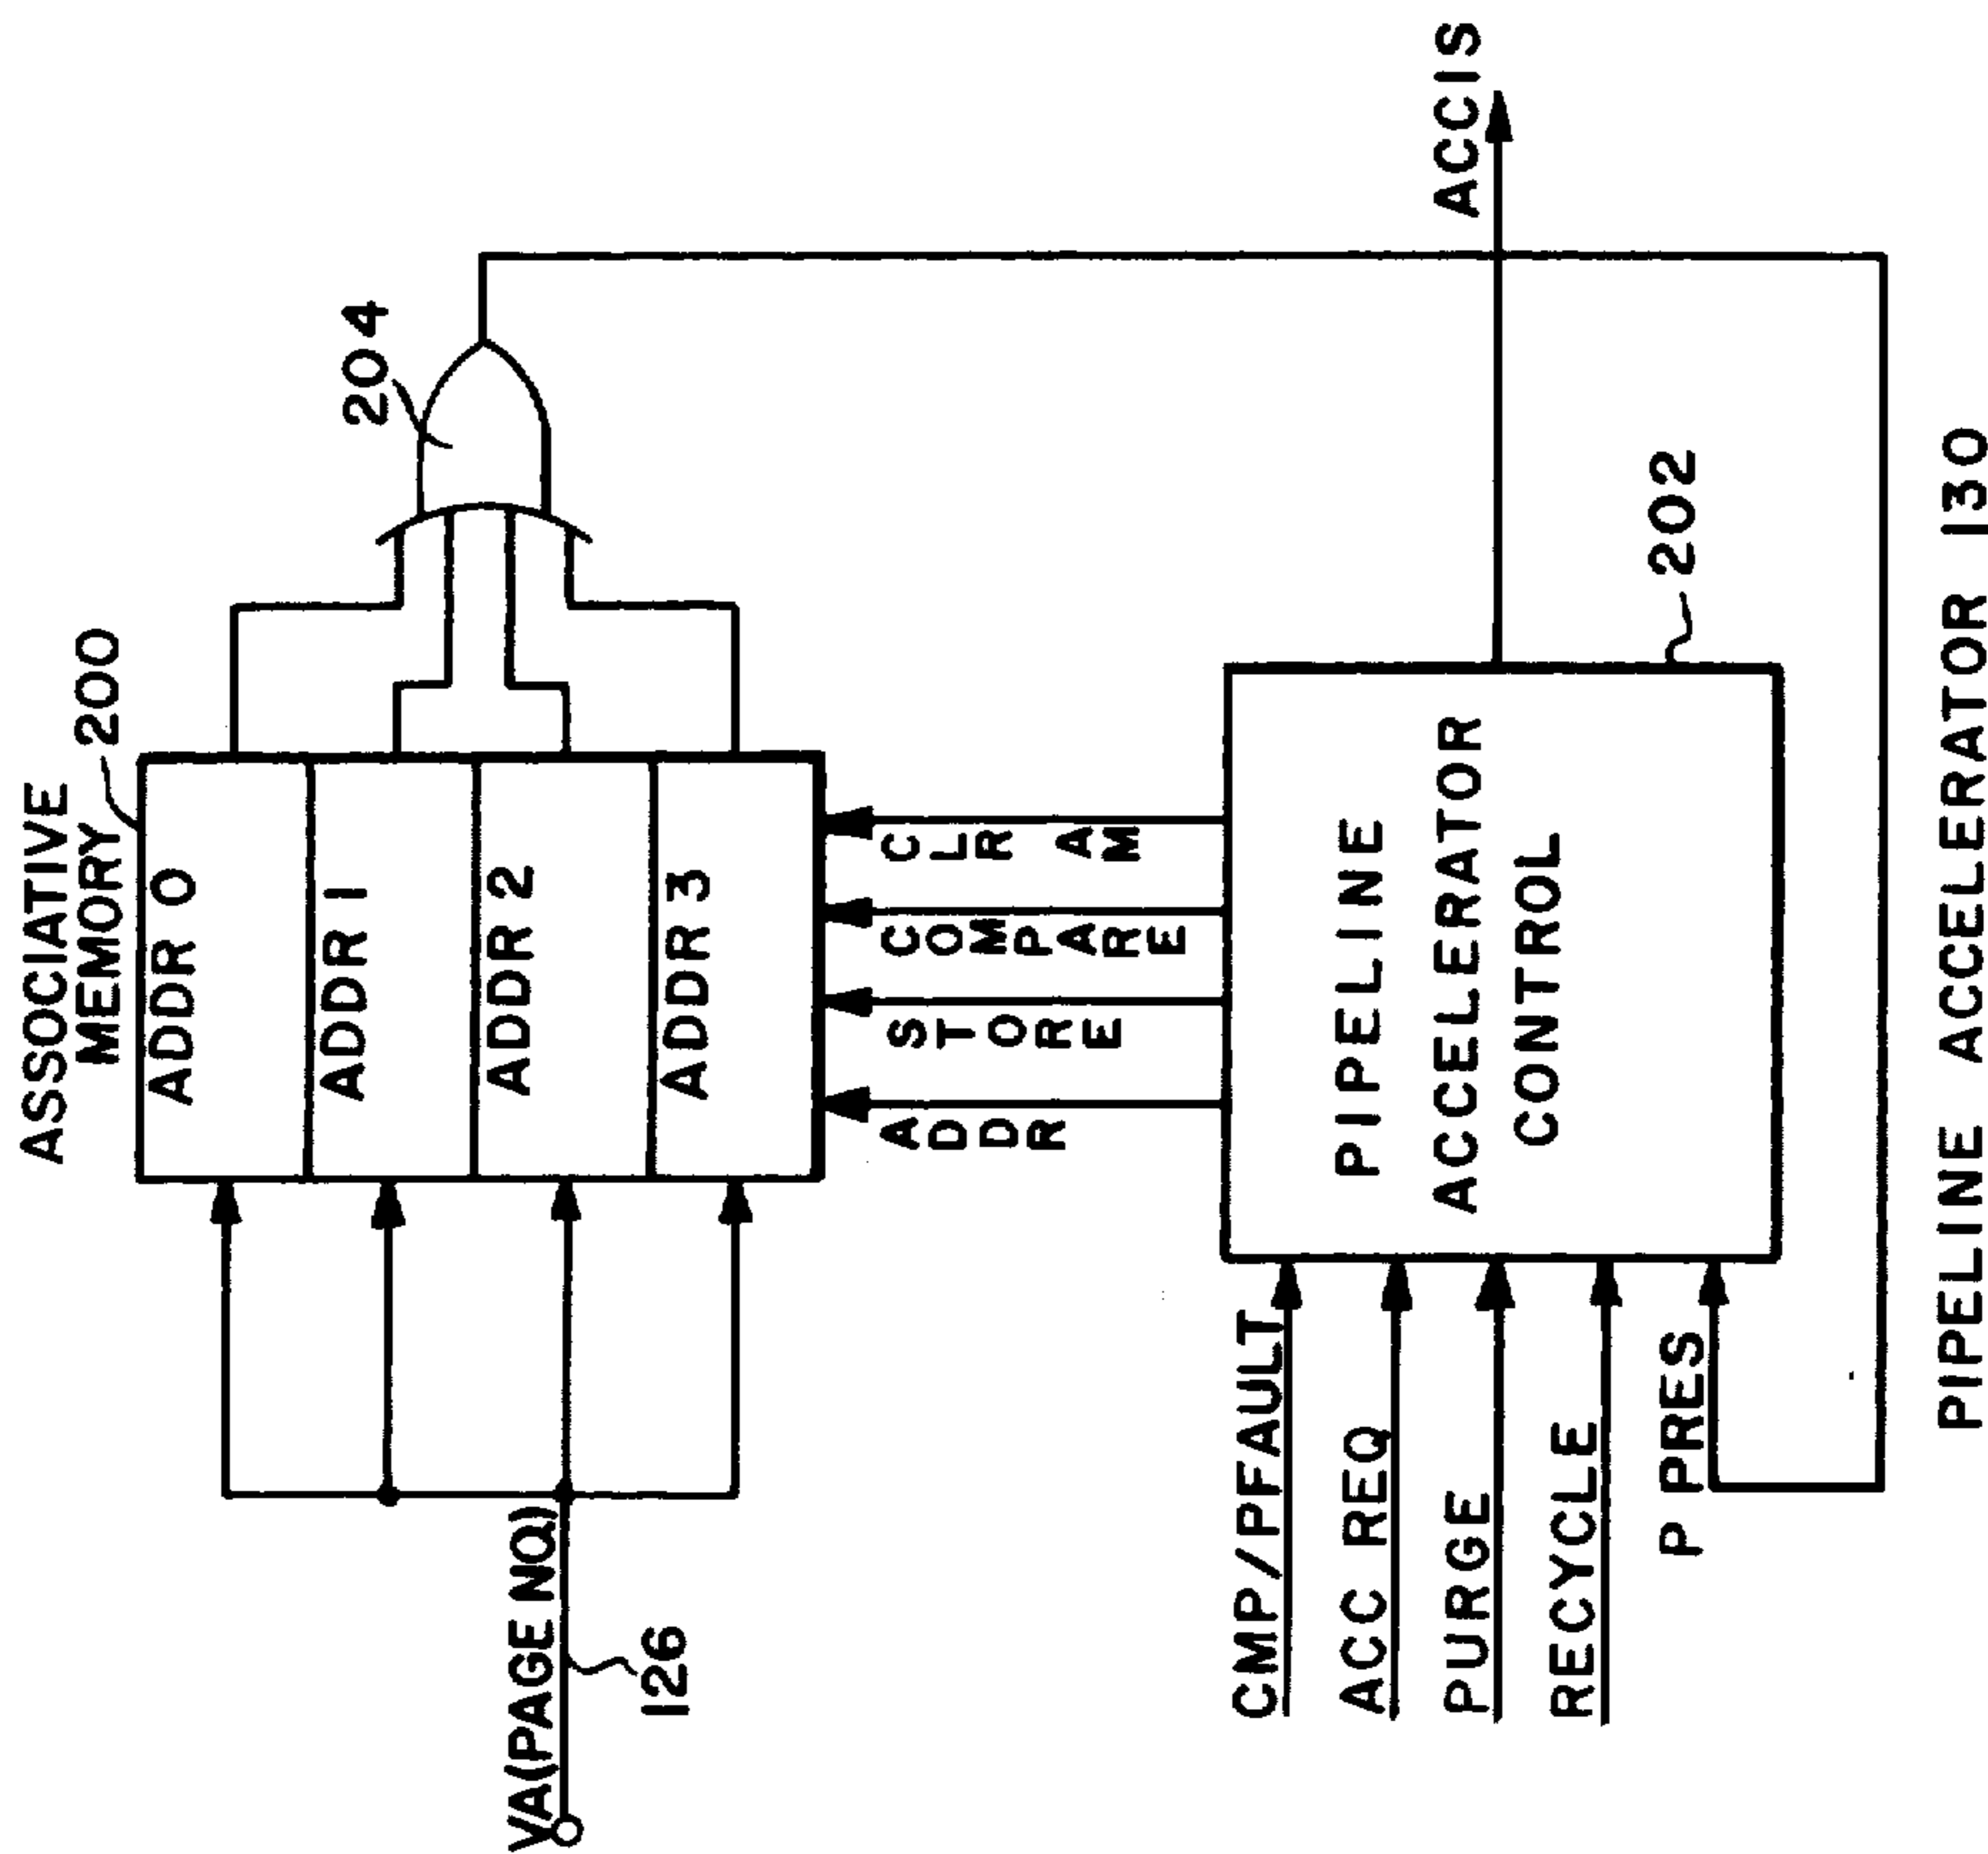 ASSOCIATIVE
MEMORY
200
ADDR 0
ADDR 1
ADDR 2
ADDR 3
204
VA(PAGE NO)
126
ADDR
STORE
COMPARE
CLR AM
CMP/PFAULT
ACC REQ
PURGE
RECYCLE
P PRES
PIPELINE
ACCELERATOR
CONTROL
202
ACCIS
PIPELINE ACCELERATOR 130